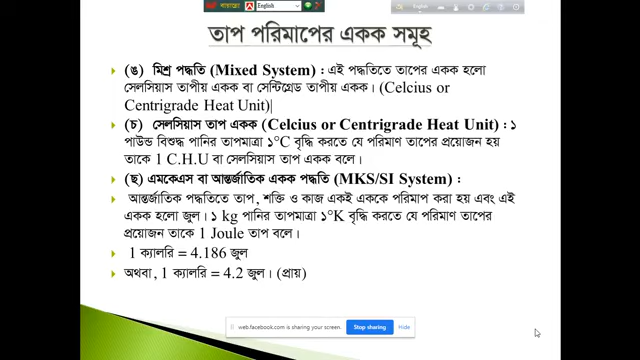 English
তাপ পরিমাপের একক সমূহ
(ঙ) মিশ্র পদ্ধতি (Mixed System) : এই পদ্ধতিতে তাপের একক হলো
সেলসিয়াস তাপীয় একক বা সেন্টিগ্রেড তাপীয় একক। (Celcius or
Centrigrade Heat Unit)
(চ) সেলসিয়াস তাপ একক (Celcius or Centrigrade Heat Unit) : ১
পাউন্ড বিশুদ্ধ পানির তাপমাত্রা ১°C বৃদ্ধি করতে যে পরিমাণ তাপের প্রয়োজন হয়
তাকে 1 C.H.U বা সেলসিয়াস তাপ একক বলে।
(ছ) এমকেএস বা আন্তর্জাতিক একক পদ্ধতি (MKS/SI System) :
আন্তর্জাতিক পদ্ধতিতে তাপ, শক্তি ও কাজ একই এককে পরিমাপ করা হয় এবং এই
একক হলো জুল। ১ kg পানির তাপমাত্রা ১°K বৃদ্ধি করতে যে পরিমাণ তাপের
প্রয়োজন তাকে 1 Joule তাপ বলে।
1 ক্যালরি = 4.186 জুল
অথবা, 1 ক্যালরি = 4.2 জুল। (প্রায়)
web.facebook.com is sharing your screen. Stop sharing Hide